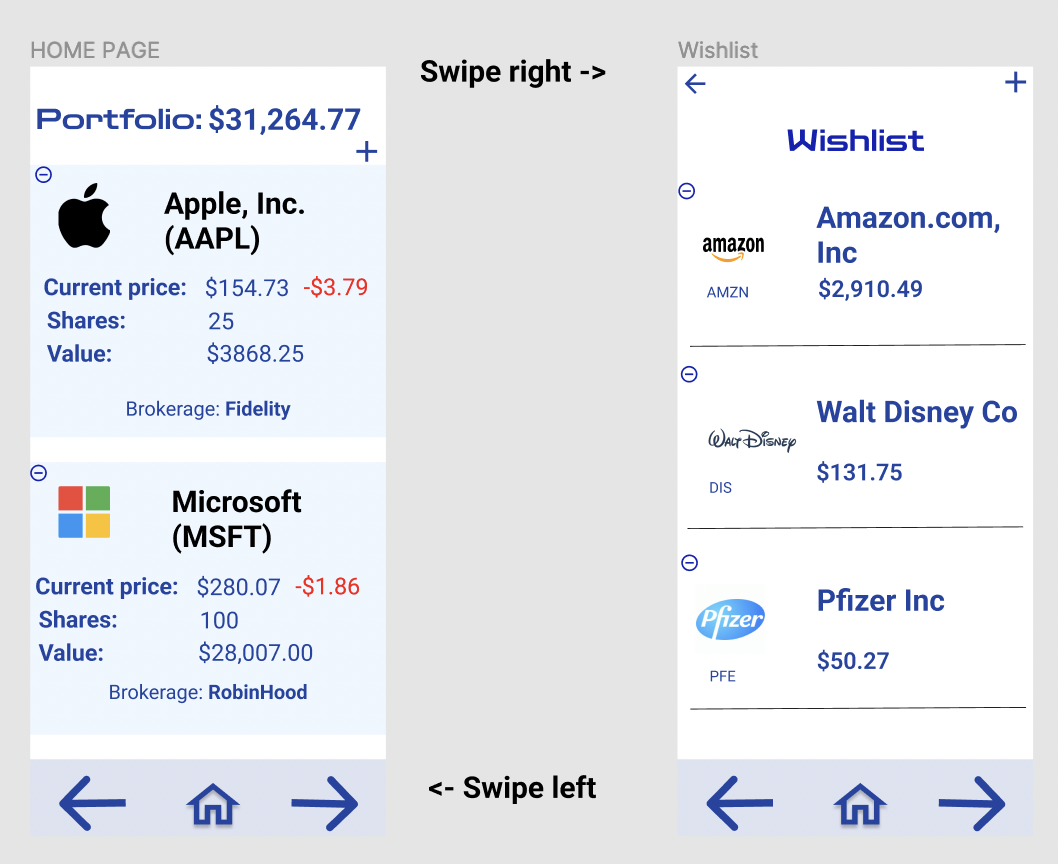 HOME PAGE
Swipe right ->
Wishlist
Portfolio: $31,264.77
Apple, Inc.
(AAPL)
Current price: $154.73 -$3.79
Shares: 25
Value: $3868.25
Brokerage: Fidelity
Microsoft
(MSFT)
Current price: $280.07 -$1.86
Shares: 100
Value: $28,007.00
Brokerage: RobinHood
<- Swipe left
Wishlist
amazon
Amazon.com,
Inc
AMZN
$2,910.49
Walt Disney
Walt Disney Co
$131.75
DIS
Pfizer
Pfizer Inc
$50.27
PFE